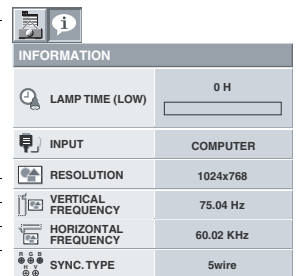 INFORMATION
LAMP TIME (LOW)
0 H
INPUT
COMPUTER
RESOLUTION
1024x768
VERTICAL
FREQUENCY
75.04 Hz
HORIZONTAL
FREQUENCY
60.02 KHz
R G B
H V
SYNC.TYPE
5wire